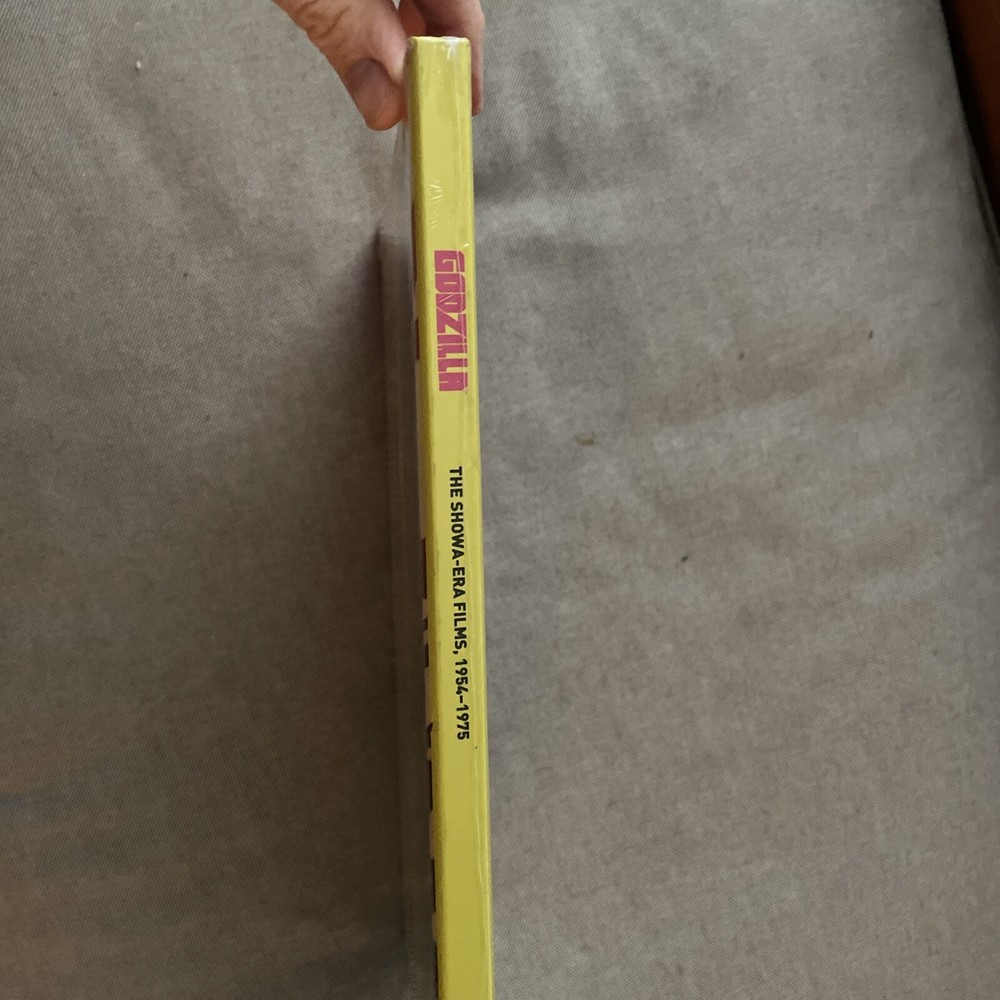 GODZILLA
THE SHOWA-ERA FILMS, 1954–1975